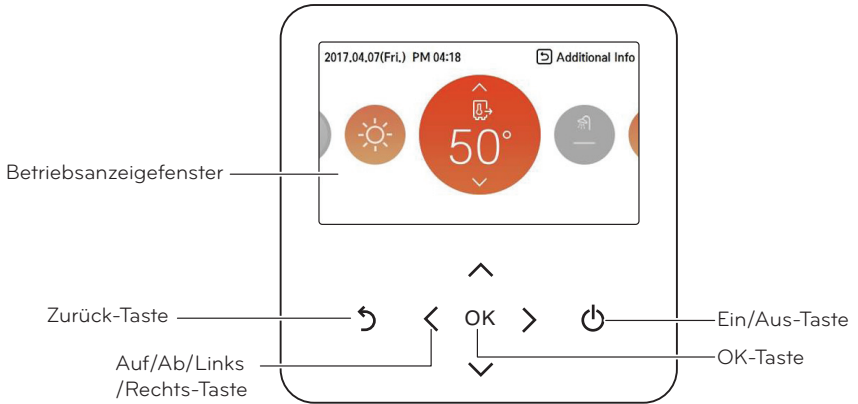 2017.04.07(Fri.) PM 04:18
Additional Info
50°
Betriebsanzeigefenster
Zurück-Taste
OK
Ein/Aus-Taste
OK-Taste
Auf/Ab/Links
/Rechts-Taste